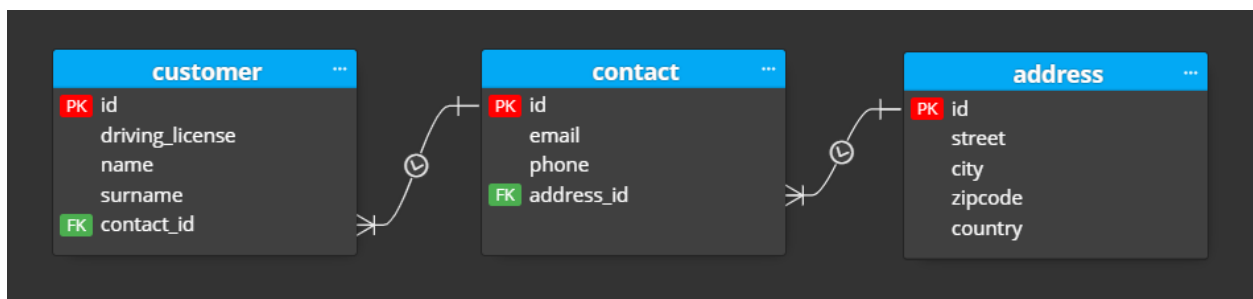 customer
PK id
driving_license
name
surname
FK contact_id
contact
PK id
email
phone
FK address_id
address
PK id
street
city
zipcode
country